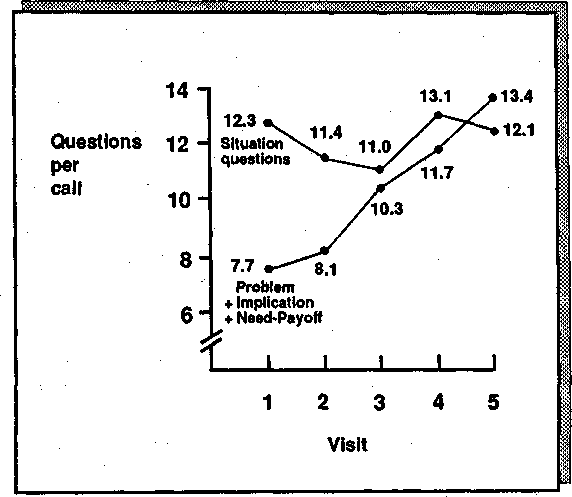 14
12.3
Situation
questions
11.4
11.0
13.1
13.4
12.1
Questions
per
call
12
11.7
10
10.3
8
7.7
8.1
Problem
+ Implication
+ Need-Payoff
6
1 2 3 4 5
Visit